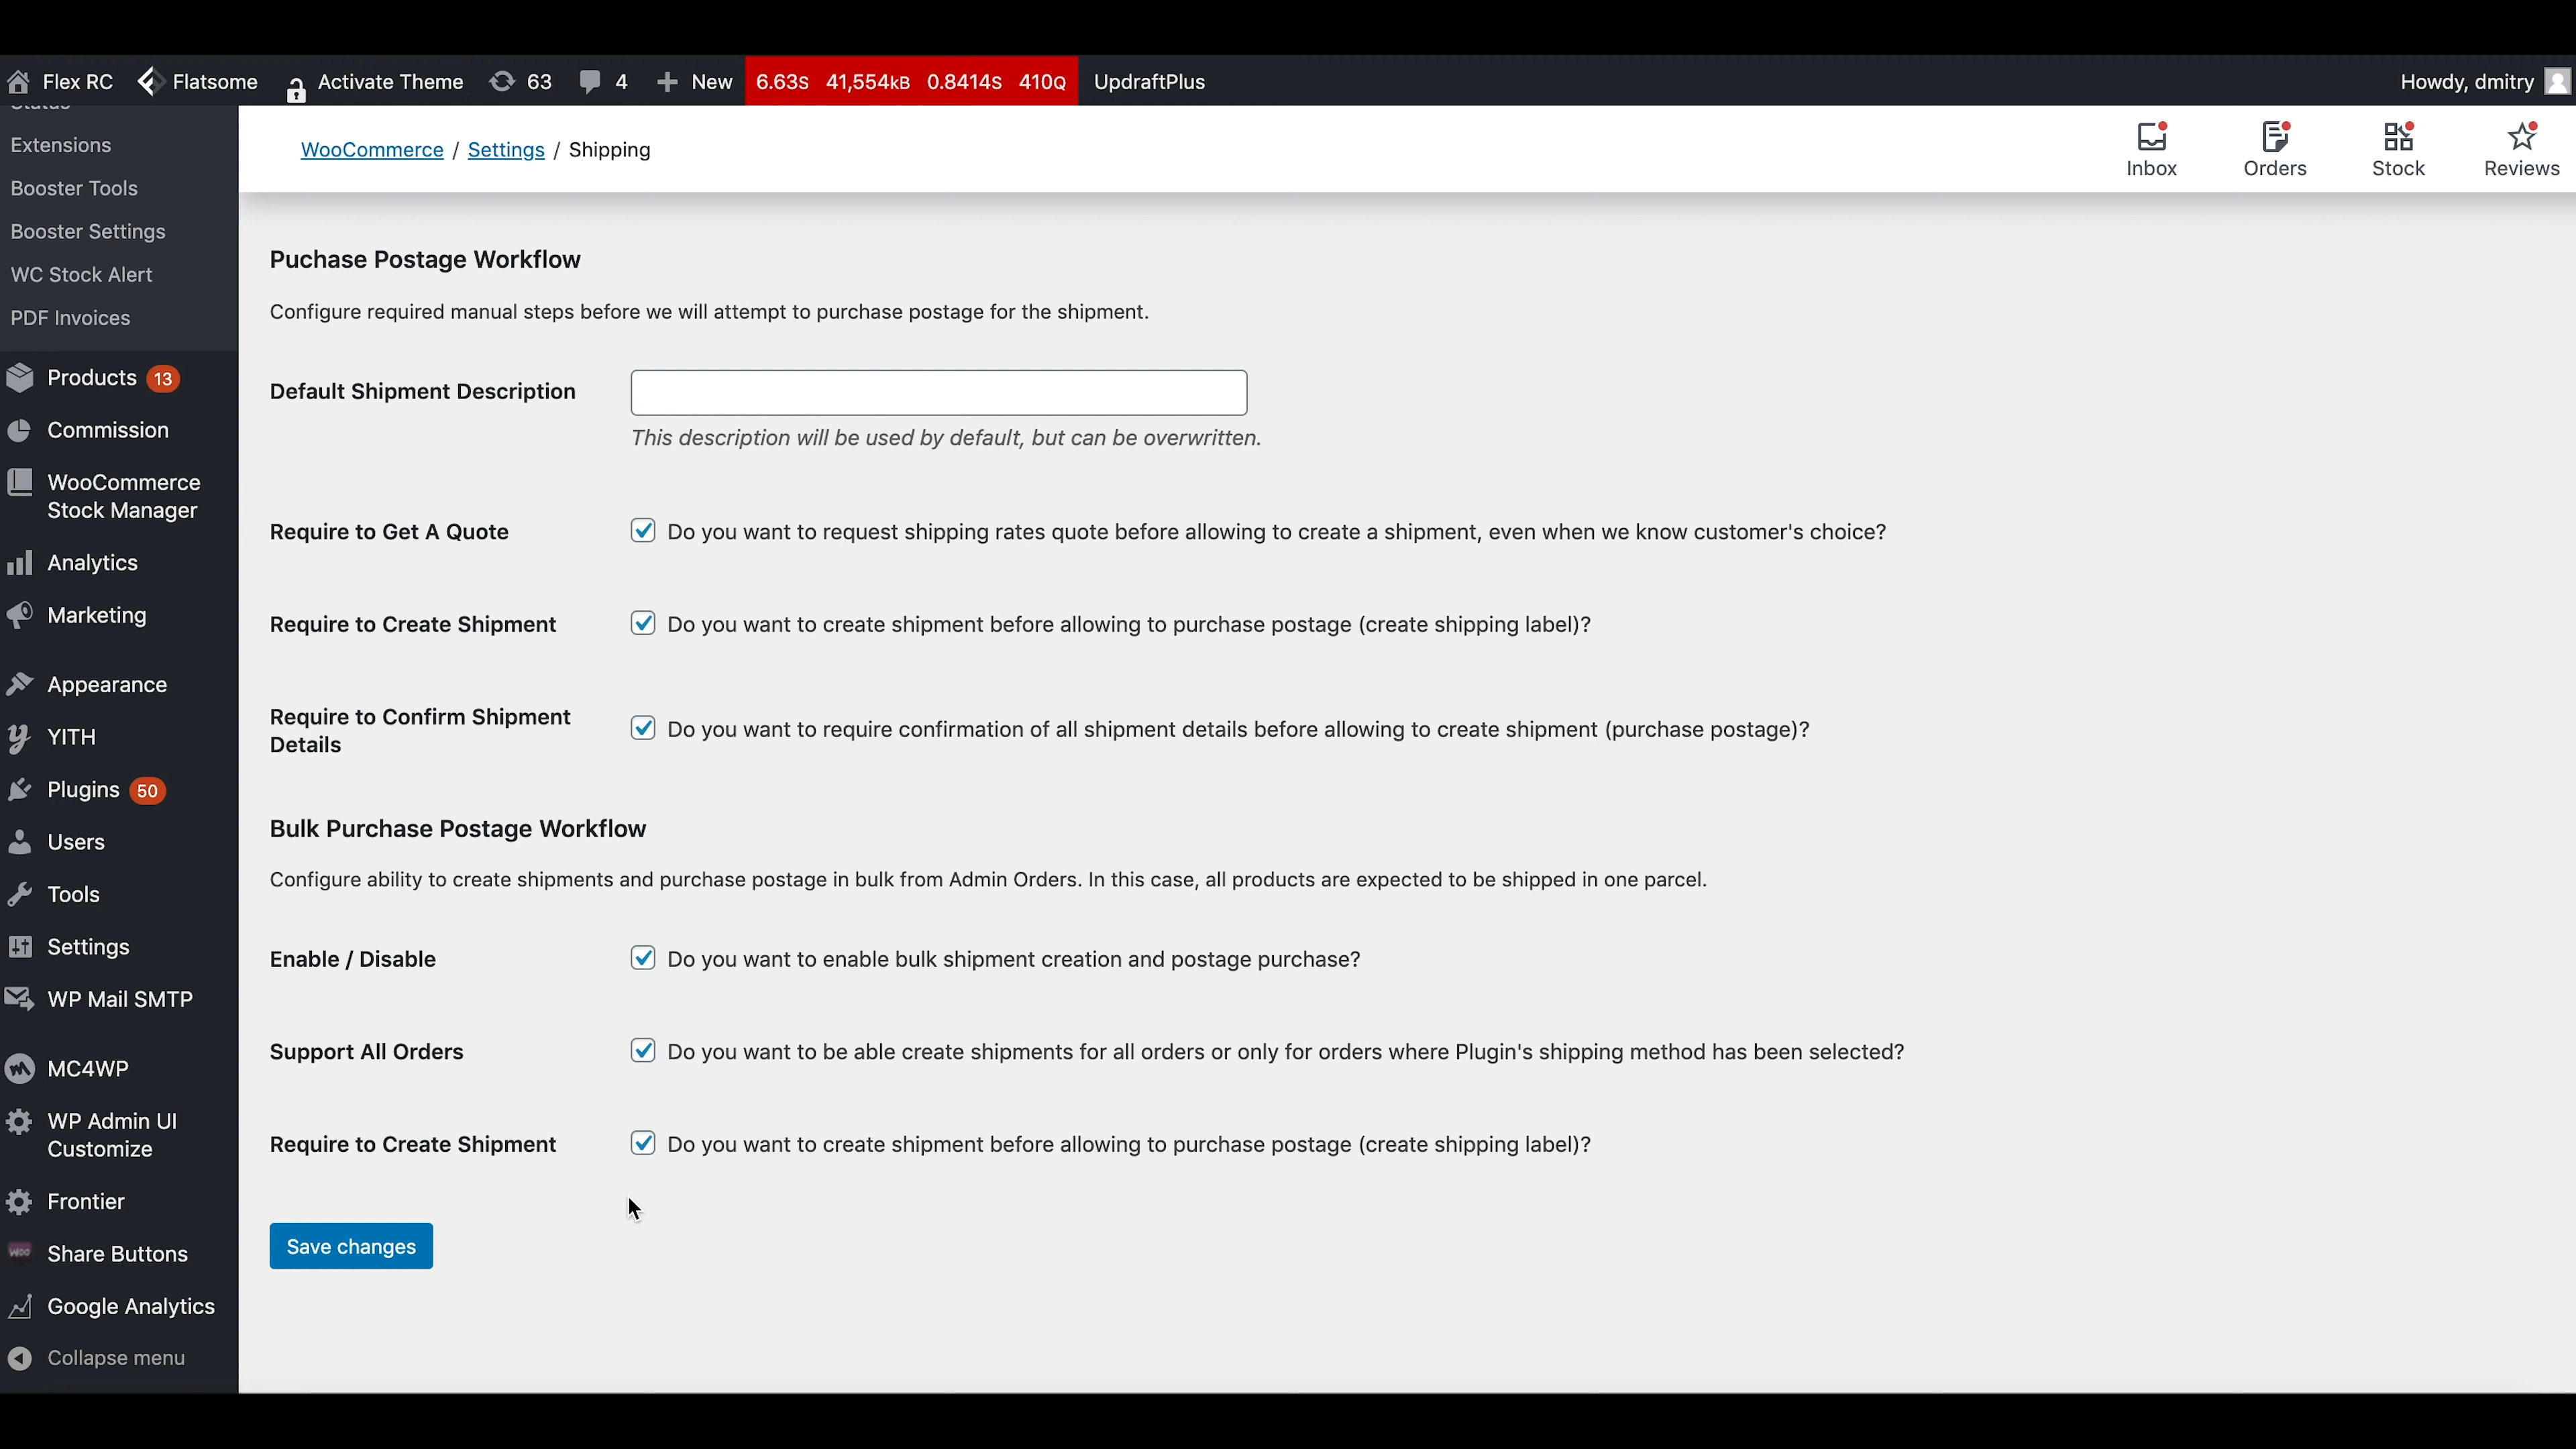 Flex RC Flatsome Activate Theme 63 4 New 6.63s 41,554kB 0.8414s 410Q UpdraftPlus Howdy, dmitry
Status
Extensions
Booster Tools
Booster Settings
WC Stock Alert
PDF Invoices
Products 13
Commission
WooCommerce
Stock Manager
Analytics
Marketing
Appearance
YITH
Plugins 50
Users
Tools
Settings
WP Mail SMTP
MC4WP
WP Admin UI
Customize
Frontier
Share Buttons
Google Analytics
Collapse menu
WooCommerce / Settings / Shipping
Inbox
Orders
Stock
Reviews
Puchase Postage Workflow
Configure required manual steps before we will attempt to purchase postage for the shipment.
Default Shipment Description
This description will be used by default, but can be overwritten.
Require to Get A Quote Do you want to request shipping rates quote before allowing to create a shipment, even when we know customer's choice?
Require to Create Shipment Do you want to create shipment before allowing to purchase postage (create shipping label)?
Require to Confirm Shipment
Details
Do you want to require confirmation of all shipment details before allowing to create shipment (purchase postage)?
Bulk Purchase Postage Workflow
Configure ability to create shipments and purchase postage in bulk from Admin Orders. In this case, all products are expected to be shipped in one parcel.
Enable / Disable Do you want to enable bulk shipment creation and postage purchase?
Support All Orders Do you want to be able create shipments for all orders or only for orders where Plugin's shipping method has been selected?
Require to Create Shipment Do you want to create shipment before allowing to purchase postage (create shipping label)?
Save changes